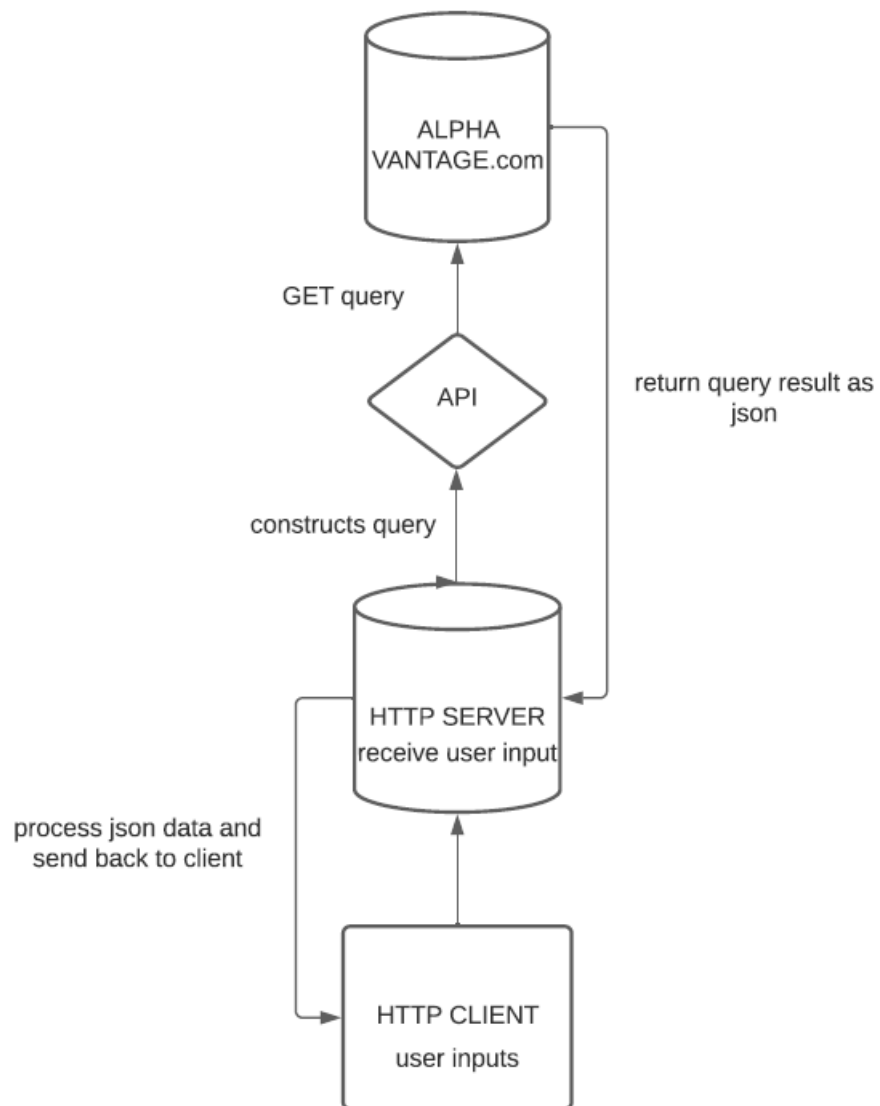 ALPHA
VANTAGE.com
GET query
API
return query result as
json
constructs query
HTTP SERVER
receive user input
process json data and
send back to client
HTTP CLIENT
user inputs